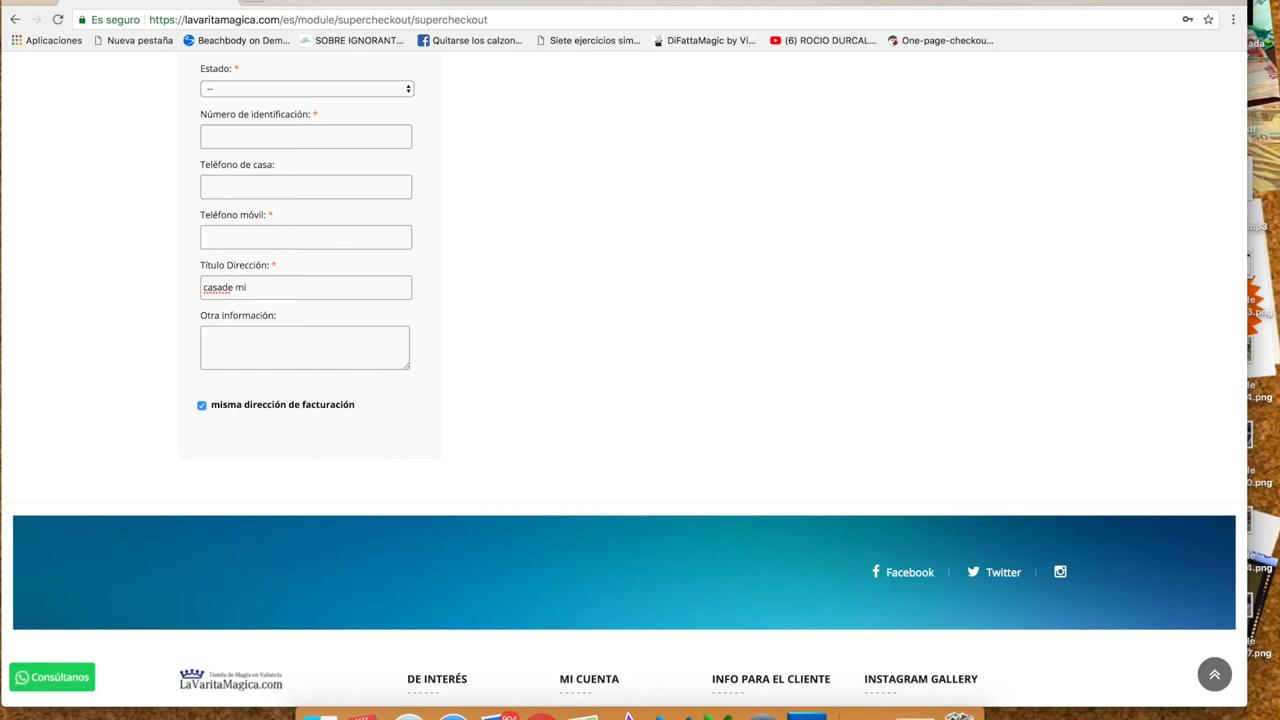 Es seguro https://lavaritamagica.com/es/module/supercheckout/supercheckout
Aplicaciones Nueva pestaña Beachbody on Dem... SOBRE IGNORANT... Quitarse los calzon... Siete ejercicios sim... DiFattaMagic by Vi... (6) ROCIO DURCAL... One-page-checkou...
Estado: *
--
Número de identificación: *
Teléfono de casa:
Teléfono móvil: *
Título Dirección: *
casade mi
Otra información:
misma dirección de facturación
Facebook Twitter
Consúltanos
Tienda de Magia en Valencia
LaVaritaMagica.com
DE INTERÉS MI CUENTA INFO PARA EL CLIENTE INSTAGRAM GALLERY
904